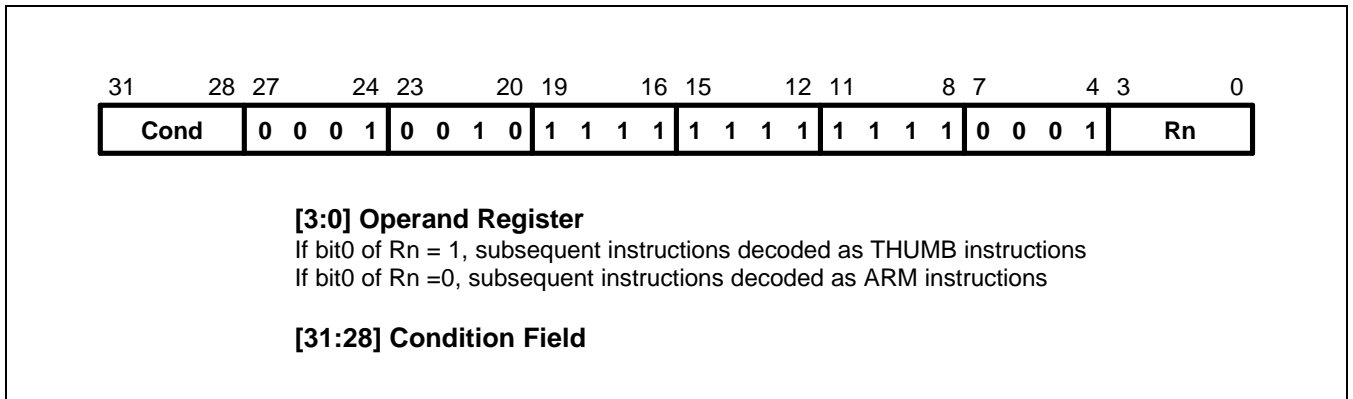 31 28 27 24 23 20 19 16 15 12 11 8 7 4 3 0
Cond 0 0 0 1 0 0 1 0 1 1 1 1 1 1 1 1 1 1 1 1 0 0 0 1 Rn
[3:0] Operand Register
If bit0 of Rn = 1, subsequent instructions decoded as THUMB instructions
If bit0 of Rn =0, subsequent instructions decoded as ARM instructions
[31:28] Condition Field